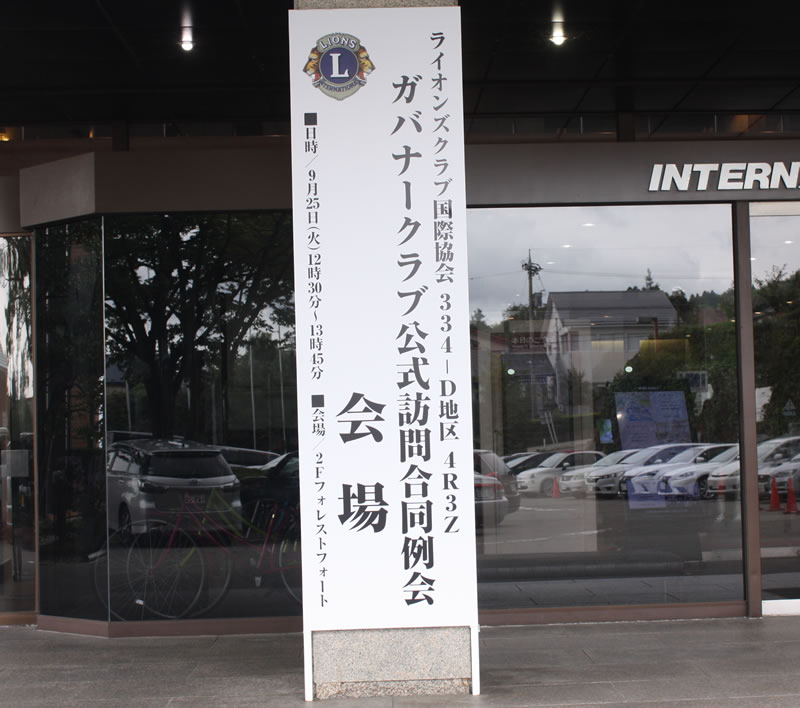 ライオンズクラブ国際協会 334－D地区 4R3Z
ガバナークラブ公式訪問合同例会
会場
■日時／9月25日(火)12時30分～13時45分
■会場／2Fフォレストフォート
LIONS
L
INTERNATIONAL
INTERN